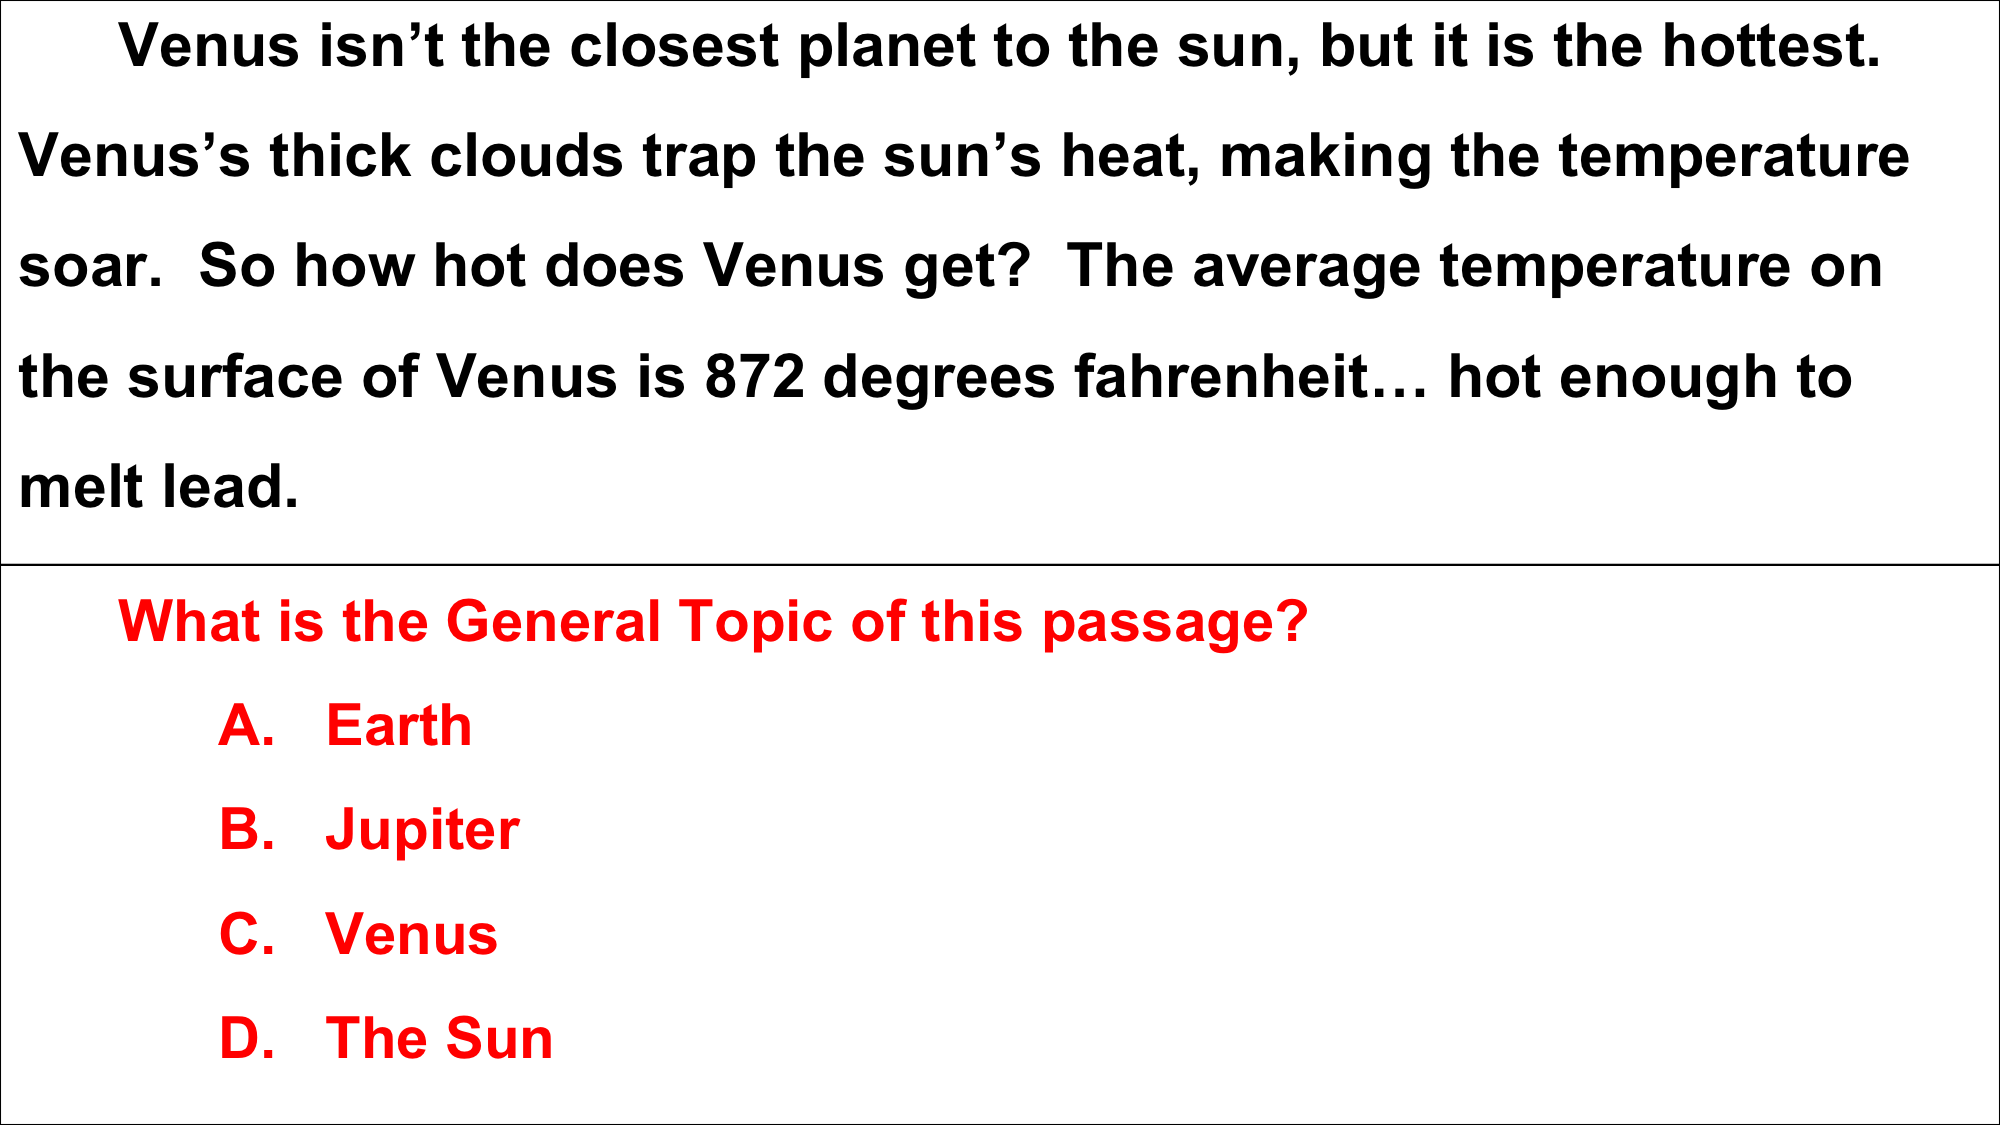 Venus isn’t the closest planet to the sun, but it is the hottest.
Venus’s thick clouds trap the sun’s heat, making the temperature
soar.  So how hot does Venus get?  The average temperature on
the surface of Venus is 872 degrees fahrenheit… hot enough to
melt lead.
What is the General Topic of this passage?
A. Earth
B. Jupiter
C. Venus
D. The Sun